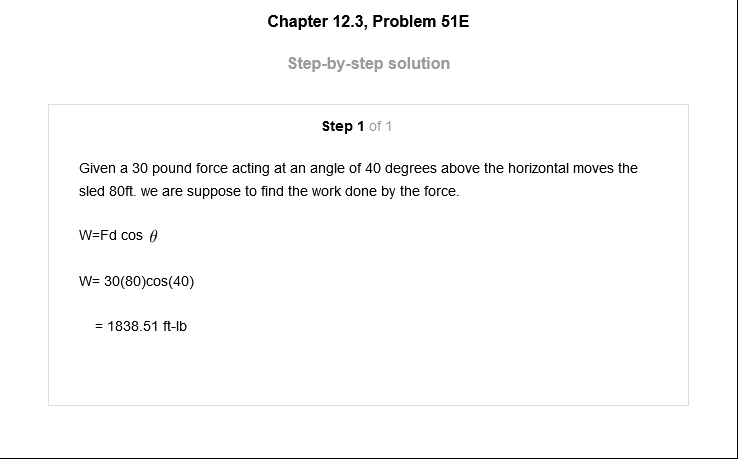 Chapter 12.3, Problem 51E
Step-by-step solution
Step 1 of 1
Given a 30 pound force acting at an angle of 40 degrees above the horizontal moves the
sled 80ft. we are suppose to find the work done by the force.
W=Fd cos θ
W= 30(80)cos(40)
= 1838.51 ft-lb